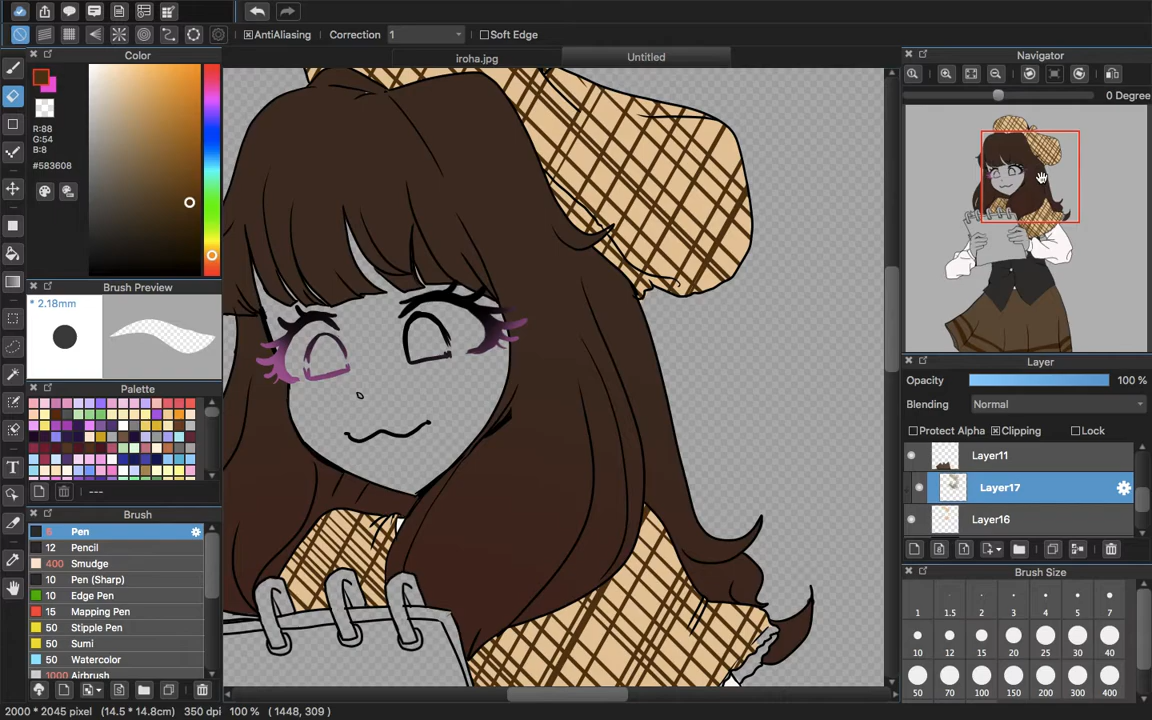 AntiAliasing Correction 1 Soft Edge
Color
iroha.jpg
Untitled
Navigator
0 Degree
R:88
G:54
B:8
#583608
Brush Preview
* 2.18mm
Palette
---
Brush
6 Pen
12 Pencil
400 Smudge
10 Pen (Sharp)
10 Edge Pen
15 Mapping Pen
50 Stipple Pen
50 Sumi
50 Watercolor
1000 Airbrush
Layer
Opacity 100 %
Blending Normal
Protect Alpha Clipping Lock
Layer11
Layer17
Layer16
Brush Size
1 1.5 2 3 4 5 7
10 12 15 20 25 30 40
50 70 100 150 200 300 400
2000 * 2045 pixel (14.5 * 14.8cm) 350 dpi 100 % ( 1448, 309 )